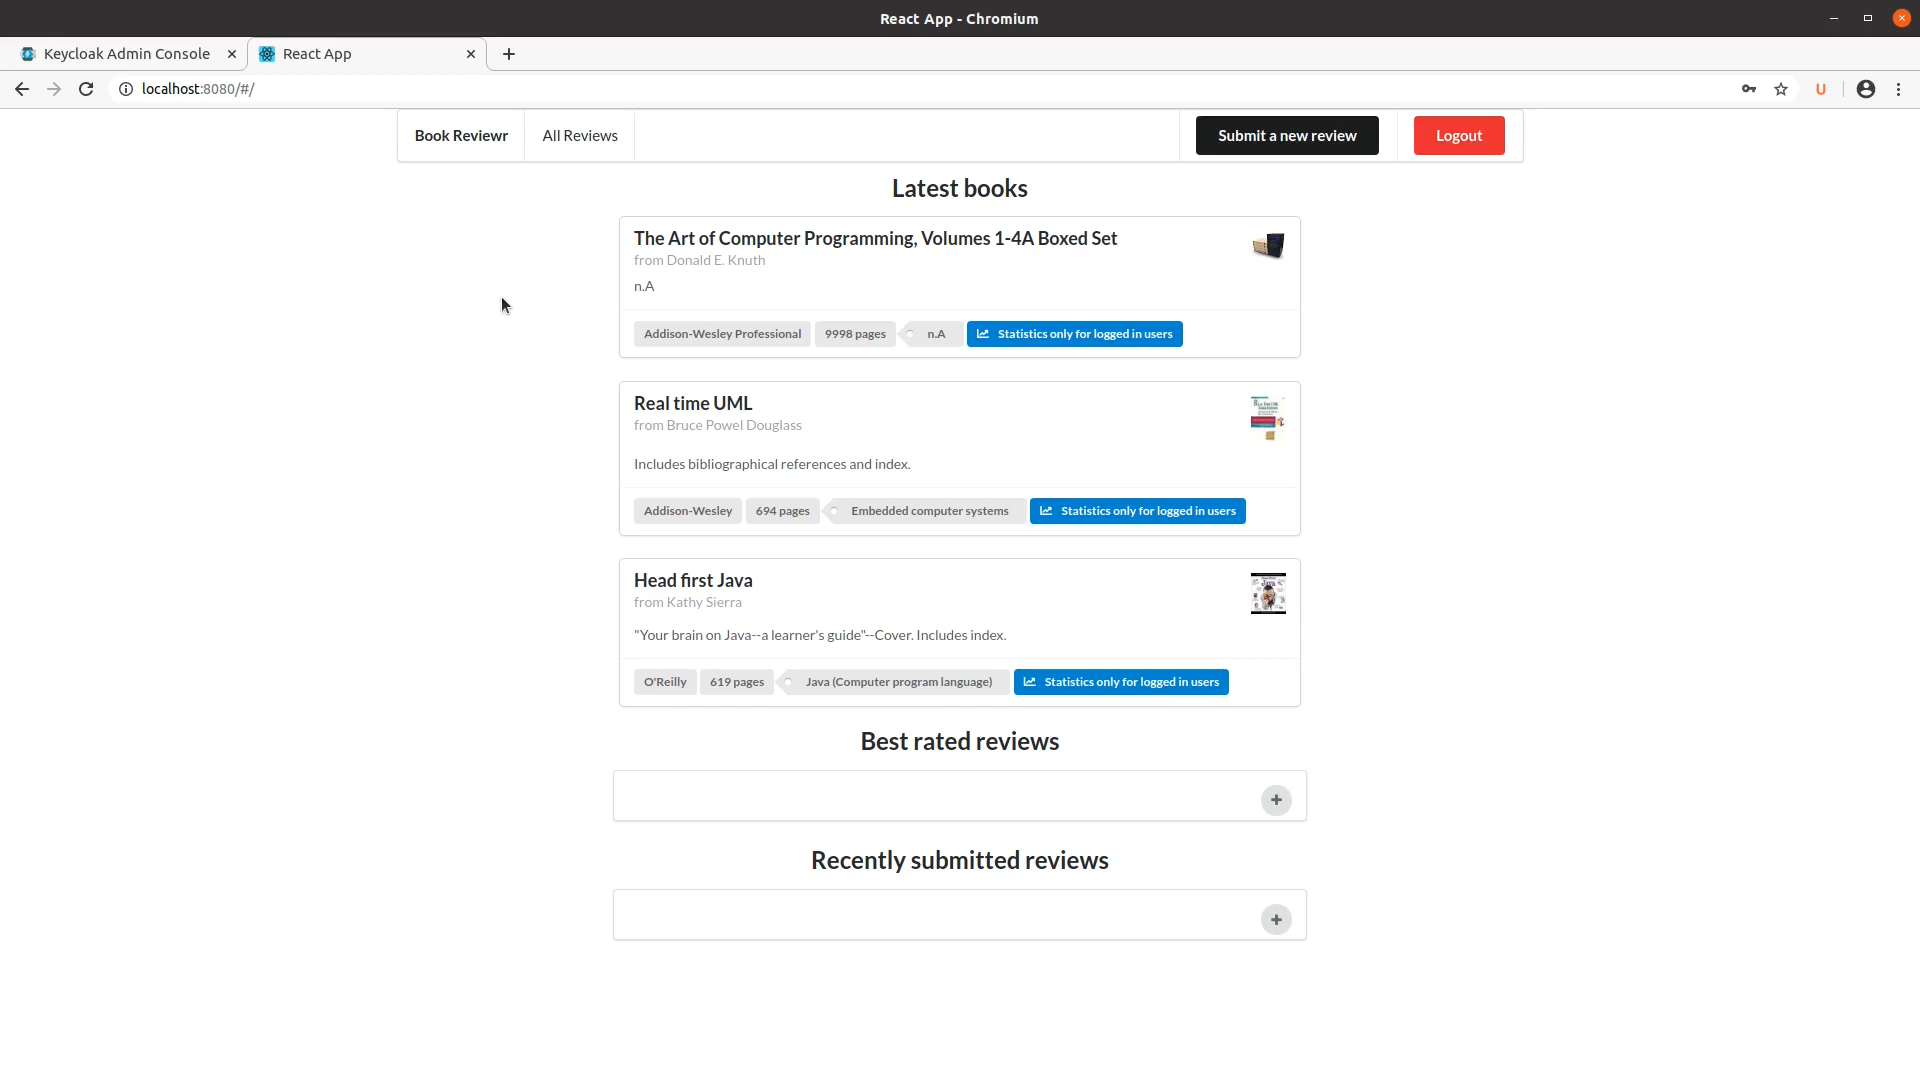 React App - Chromium
Keycloak Admin Console
React App
localhost:8080/#/
U
Book Reviewr
All Reviews
Submit a new review
Logout
Latest books
The Art of Computer Programming, Volumes 1-4A Boxed Set
from Donald E. Knuth
n.A
Addison-Wesley Professional
9998 pages
n.A
Statistics only for logged in users
Real time UML
from Bruce Powel Douglass
Includes bibliographical references and index.
Addison-Wesley
694 pages
Embedded computer systems
Statistics only for logged in users
Head first Java
from Kathy Sierra
"Your brain on Java--a learner's guide"--Cover. Includes index.
O'Reilly
619 pages
Java (Computer program language)
Statistics only for logged in users
Best rated reviews
Recently submitted reviews